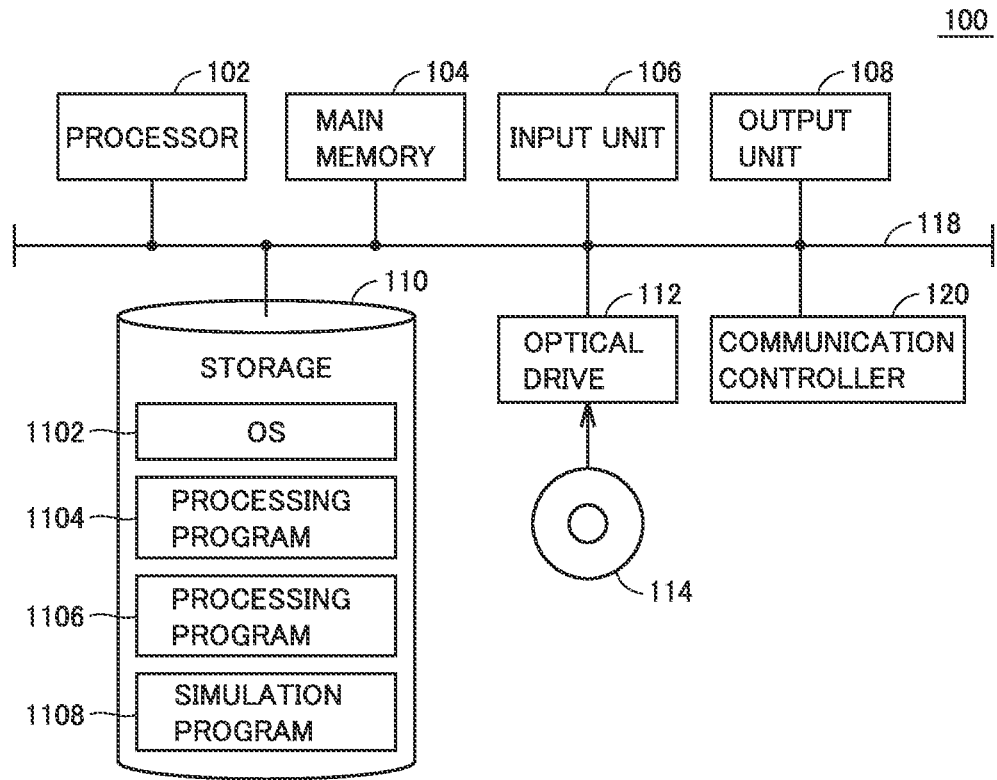 100
102
104
106
108
PROCESSOR
MAIN
MEMORY
INPUT UNIT
OUTPUT
UNIT
118
110
112
120
STORAGE
OPTICAL
DRIVE
COMMUNICATION
CONTROLLER
1102
OS
1104
PROCESSING
PROGRAM
114
1106
PROCESSING
PROGRAM
1108
SIMULATION
PROGRAM